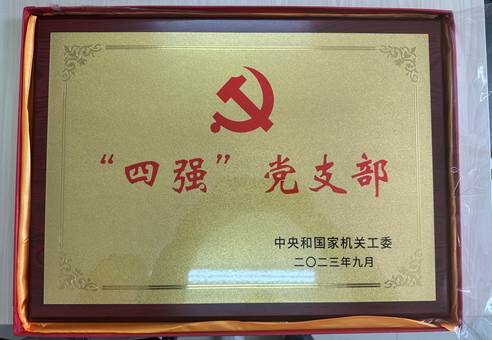 “四强”党支部
中央和国家机关工委
二〇二三年九月